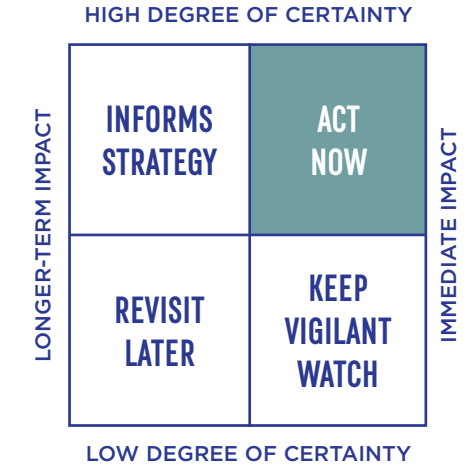 HIGH DEGREE OF CERTAINTY
LONGER-TERM IMPACT
INFORMS
STRATEGY
ACT
NOW
IMMEDIATE IMPACT
REVISIT
LATER
KEEP
VIGILANT
WATCH
LOW DEGREE OF CERTAINTY